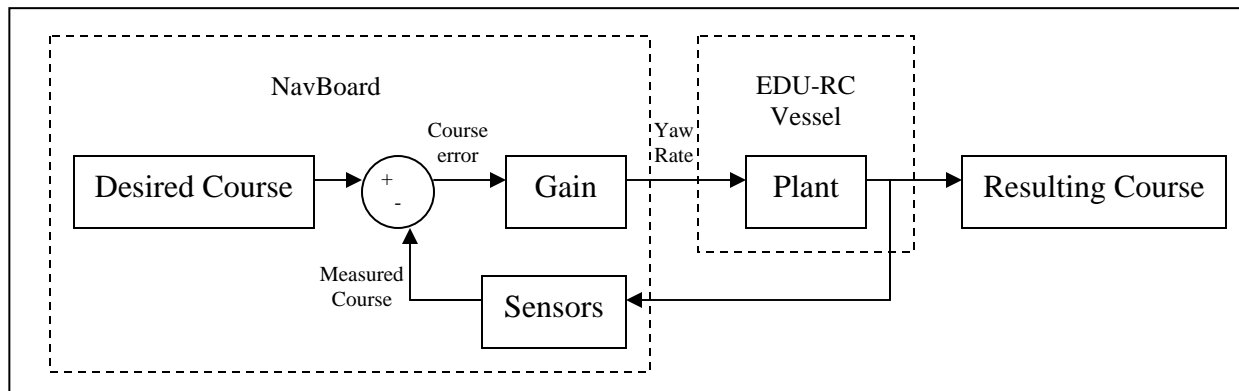 NavBoard
EDU-RC
Vessel
Course
error
Yaw
Rate
Desired Course
+
-
Gain
Plant
Resulting Course
Measured
Course
Sensors